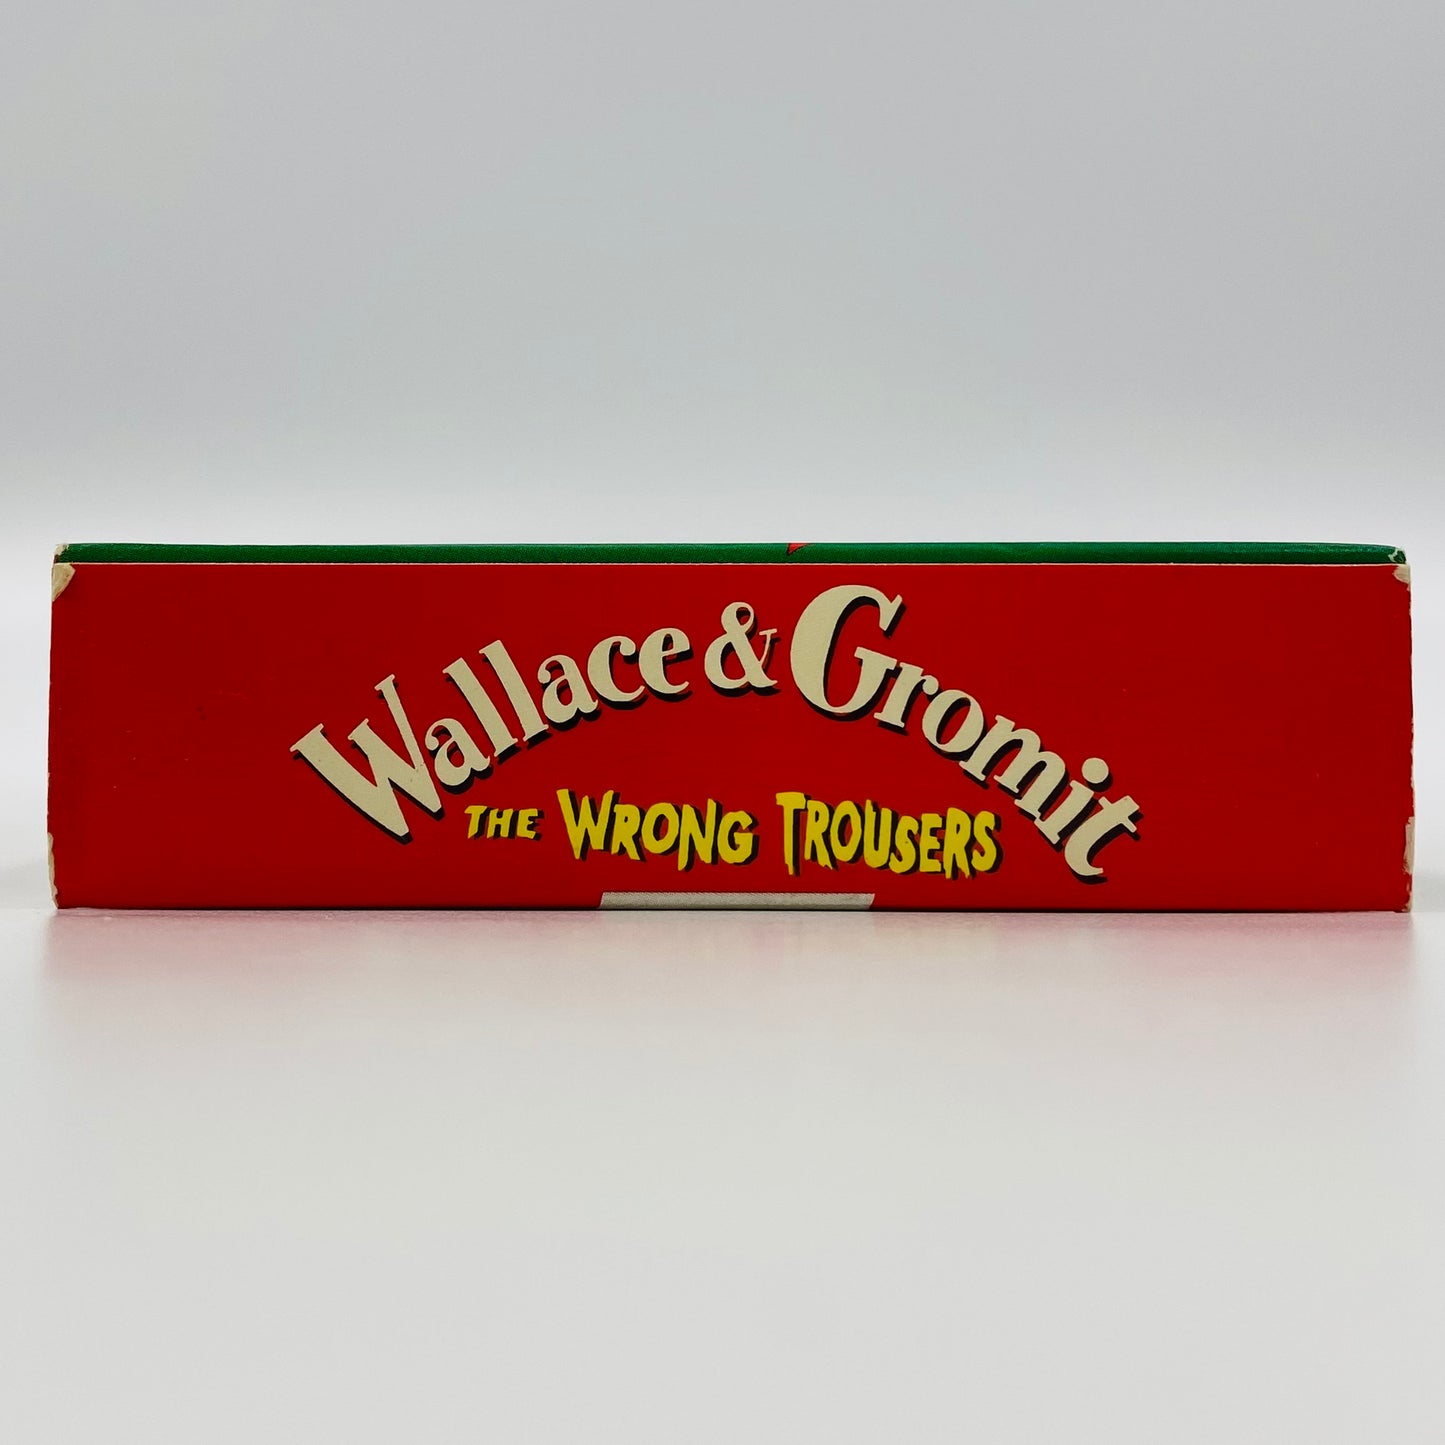 Wallace & Gromit
THE WRONG TROUSERS